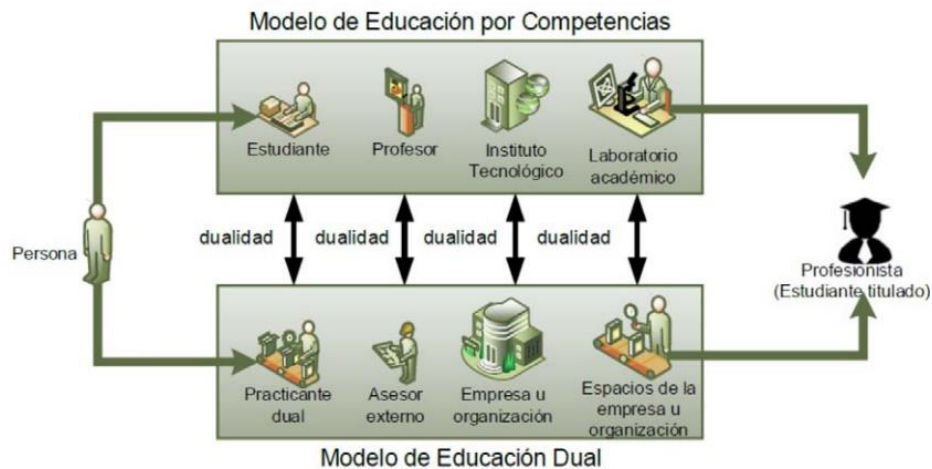 Modelo de Educación por Competencias
Estudiante
Profesor
Instituto
Tecnológico
Laboratorio
académico
dualidad
dualidad
dualidad
dualidad
Persona
Profesionista
(Estudiante titulado)
Practicante
dual
Asesor
externo
Empresa u
organización
Espacios de la
empresa u
organización
Modelo de Educación Dual